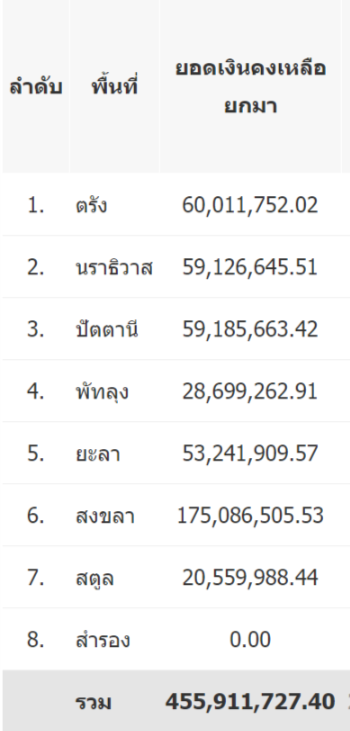 ลำดับ พื้นที่ ยอดเงินคงเหลือ
ยกมา
1. ตรัง 60,011,752.02
2. นราธิวาส 59,126,645.51
3. ปัตตานี 59,185,663.42
4. พัทลุง 28,699,262.91
5. ยะลา 53,241,909.57
6. สงขลา 175,086,505.53
7. สตูล 20,559,988.44
8. สำรอง 0.00
รวม 455,911,727.40